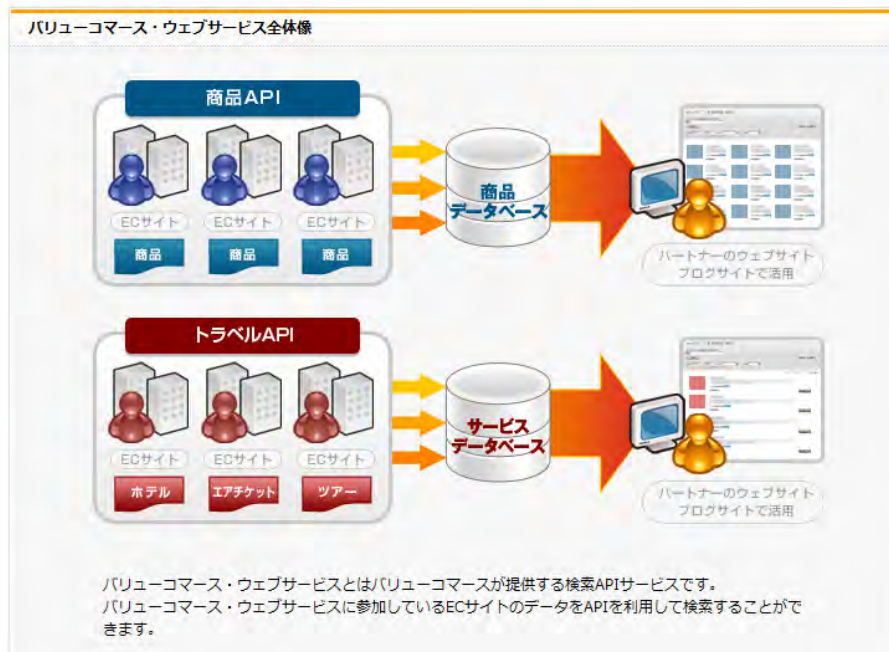 バリューコマース・ウェブサービス全体像
商品API
ECサイト ECサイト ECサイト
商品 商品 商品
商品
データベース
パートナーのウェブサイト
ブログサイトで活用
トラベルAPI
ECサイト ECサイト ECサイト
ホテル エアチケット ツアー
サービス
データベース
パートナーのウェブサイト
ブログサイトで活用
バリューコマース・ウェブサービスとはバリューコマースが提供する検索APIサービスです。
バリューコマース・ウェブサービスに参加しているECサイトのデータをAPIを利用して検索することがで
きます。